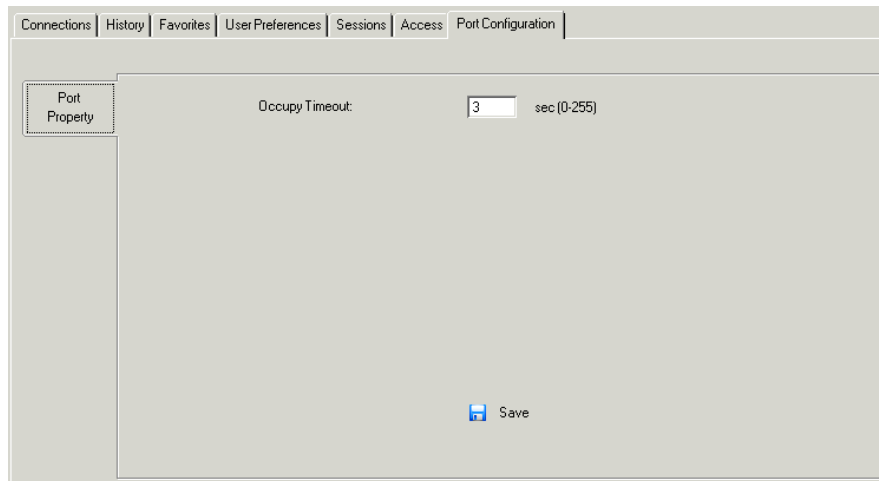 Connections History Favorites User Preferences Sessions Access Port Configuration
Port
Property
Occupy Timeout: 3 sec (0-255)
Save